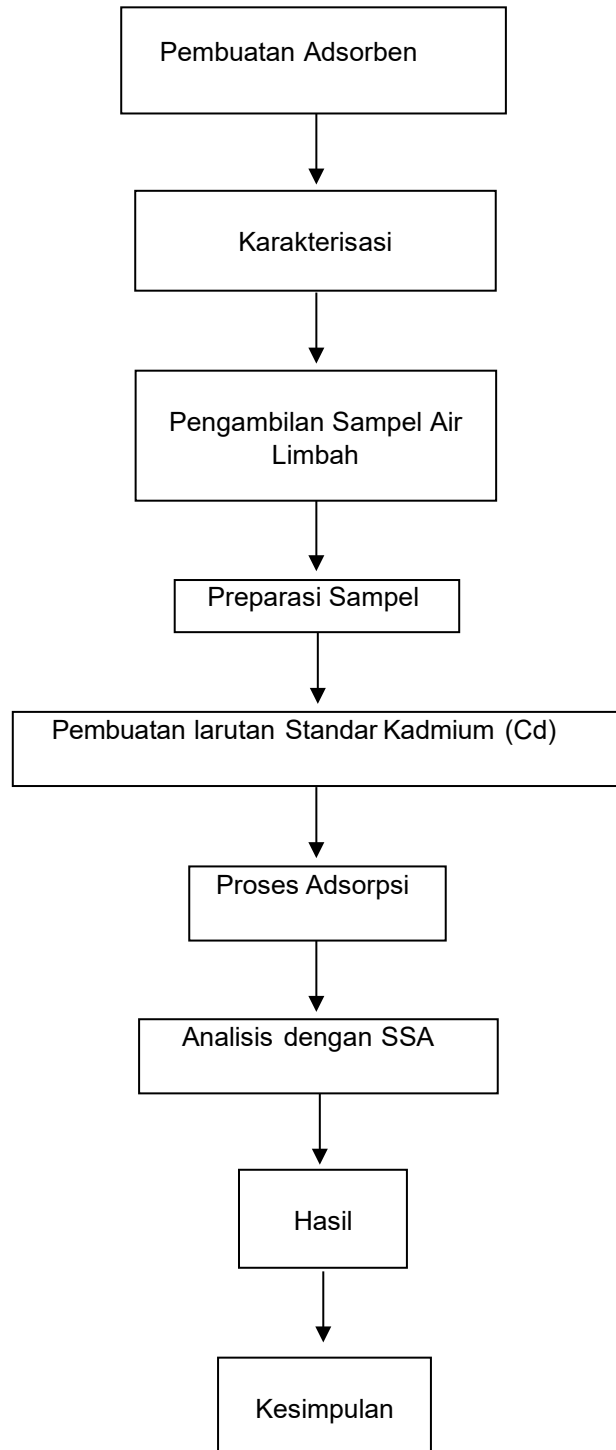 Pembuatan Adsorben
Karakterisasi
Pengambilan Sampel Air
Limbah
Preparasi Sampel
Pembuatan larutan Standar Kadmium (Cd)
Proses Adsorpsi
Analisis dengan SSA
Hasil
Kesimpulan